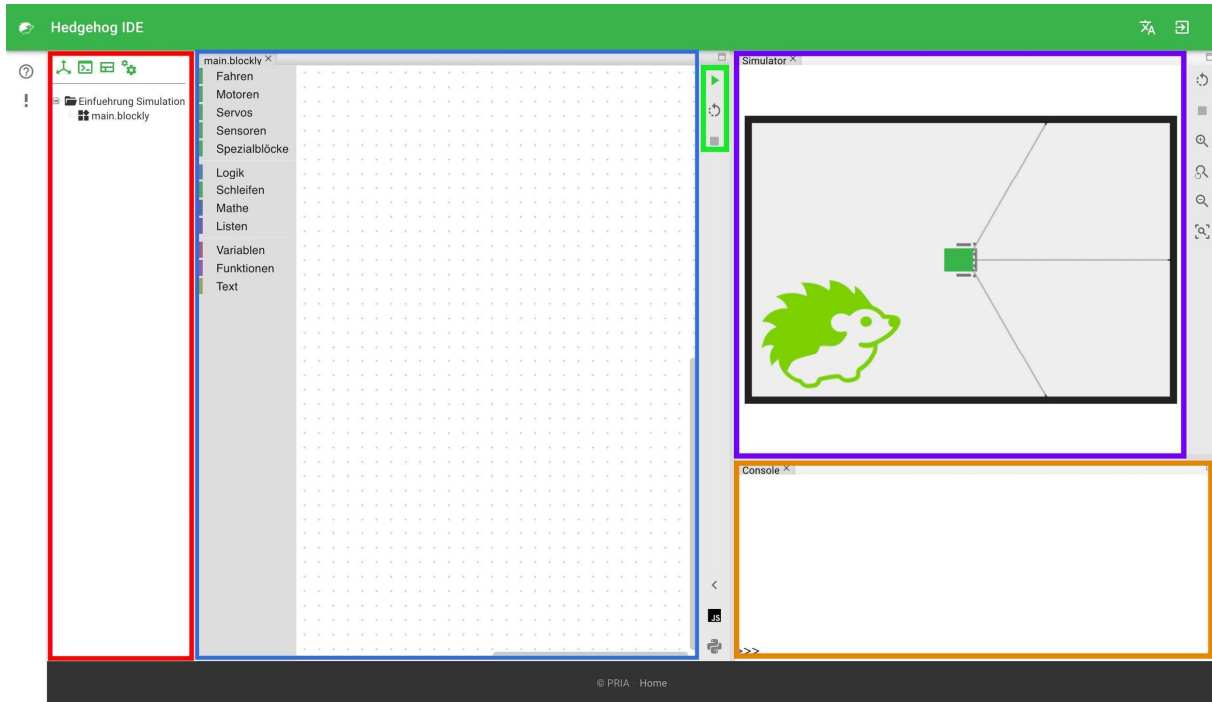 Hedgehog IDE
Einfuehrung Simulation
main.blockly
main.blockly
Fahren
Motoren
Servos
Sensoren
Spezialblöcke
Logik
Schleifen
Mathe
Listen
Variablen
Funktionen
Text
JS
Simulator
Console
>>>
© PRIA · Home